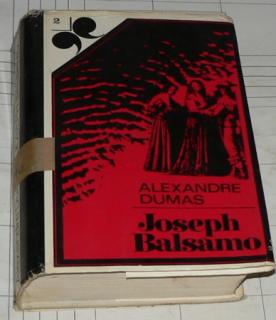 2
ALEXANDRE
DUMAS
Joseph
Balsamo